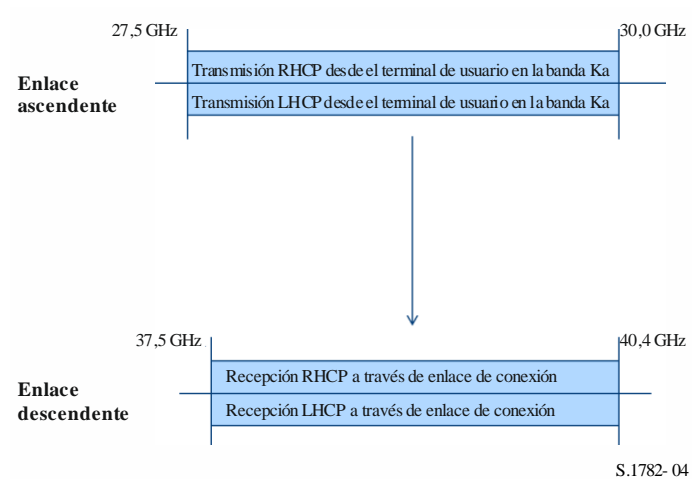 27,5 GHz
30,0 GHz
Transmisión RHCP desde el terminal de usuario en la banda Ka
Enlace
ascendente
Transmisión LHCP desde el terminal de usuario en la banda Ka
37,5 GHz
40,4 GHz
Recepción RHCP a través de enlace de conexión
Enlace
descendente
Recepción LHCP a través de enlace de conexión
S.1782-04